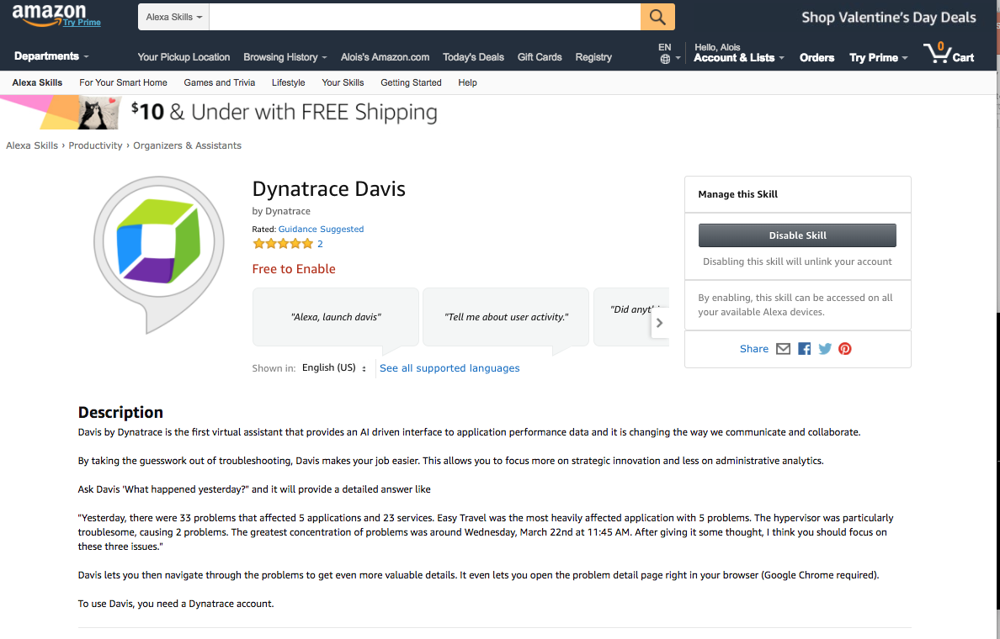 amazon
Try Prime
Alexa Skills
Shop Valentine's Day Deals
Departments
Your Pickup Location
Browsing History
Alois's Amazon.com
Today's Deals
Gift Cards
Registry
EN
Hello, Alois
Account & Lists
Orders
Try Prime
0
Cart
Alexa Skills
For Your Smart Home
Games and Trivia
Lifestyle
Your Skills
Getting Started
Help
$10 & Under with FREE Shipping
Alexa Skills › Productivity › Organizers & Assistants
Dynatrace Davis
by Dynatrace
Rated: Guidance Suggested
2
Free to Enable
"Alexa, launch davis"
"Tell me about user activity."
"Did
Shown in: English (US)
See all supported languages
Manage this Skill
Disable Skill
Disabling this skill will unlink your account
By enabling, this skill can be accessed on all
your available Alexa devices.
Share
Description
Davis by Dynatrace is the first virtual assistant that provides an AI driven interface to application performance data and it is changing the way we communicate and collaborate.
By taking the guesswork out of troubleshooting, Davis makes your job easier. This allows you to focus more on strategic innovation and less on administrative analytics.
Ask Davis 'What happened yesterday?" and it will provide a detailed answer like
"Yesterday, there were 33 problems that affected 5 applications and 23 services. Easy Travel was the most heavily affected application with 5 problems. The hypervisor was particularly
troublesome, causing 2 problems. The greatest concentration of problems was around Wednesday, March 22nd at 11:45 AM. After giving it some thought, I think you should focus on
these three issues."
Davis lets you then navigate through the problems to get even more valuable details. It even lets you open the problem detail page right in your browser (Google Chrome required).
To use Davis, you need a Dynatrace account.